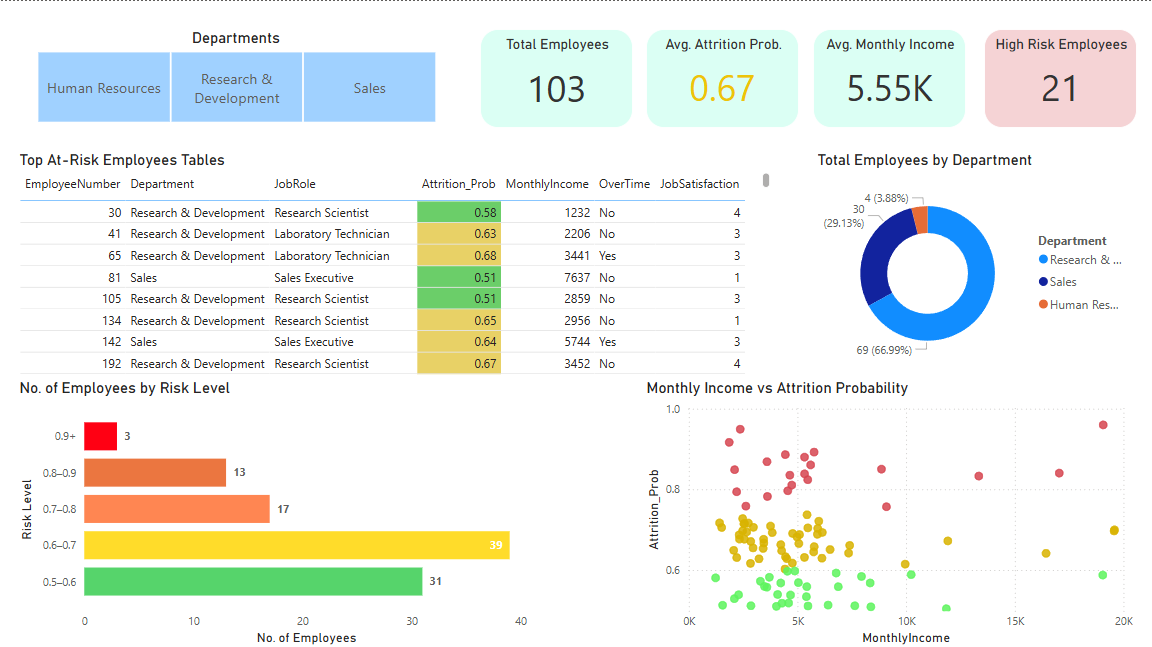 Departments
Human Resources
Research &
Development
Sales
Total Employees
103
Avg. Attrition Prob.
0.67
Avg. Monthly Income
5.55K
High Risk Employees
21
Top At-Risk Employees Tables
EmployeeNumber Department JobRole Attrition_Prob MonthlyIncome OverTime JobSatisfaction
30 Research & Development Research Scientist 0.58 1232 No 4
41 Research & Development Laboratory Technician 0.63 2206 No 3
65 Research & Development Laboratory Technician 0.68 3441 Yes 3
81 Sales Sales Executive 0.51 7637 No 1
105 Research & Development Research Scientist 0.51 2859 No 3
134 Research & Development Research Scientist 0.65 2956 No 1
142 Sales Sales Executive 0.64 5744 Yes 3
192 Research & Development Research Scientist 0.67 3452 No 4
Total Employees by Department
4 (3.88%)
30
(29.13%)
69 (66.99%)
Department
Research & ...
Sales
Human Res...
No. of Employees by Risk Level
Risk Level
0.9+ 3
0.8–0.9 13
0.7–0.8 17
0.6–0.7 39
0.5–0.6 31
0 10 20 30 40
No. of Employees
Monthly Income vs Attrition Probability
Attrition_Prob
1.0
0.8
0.6
0K 5K 10K 15K 20K
MonthlyIncome